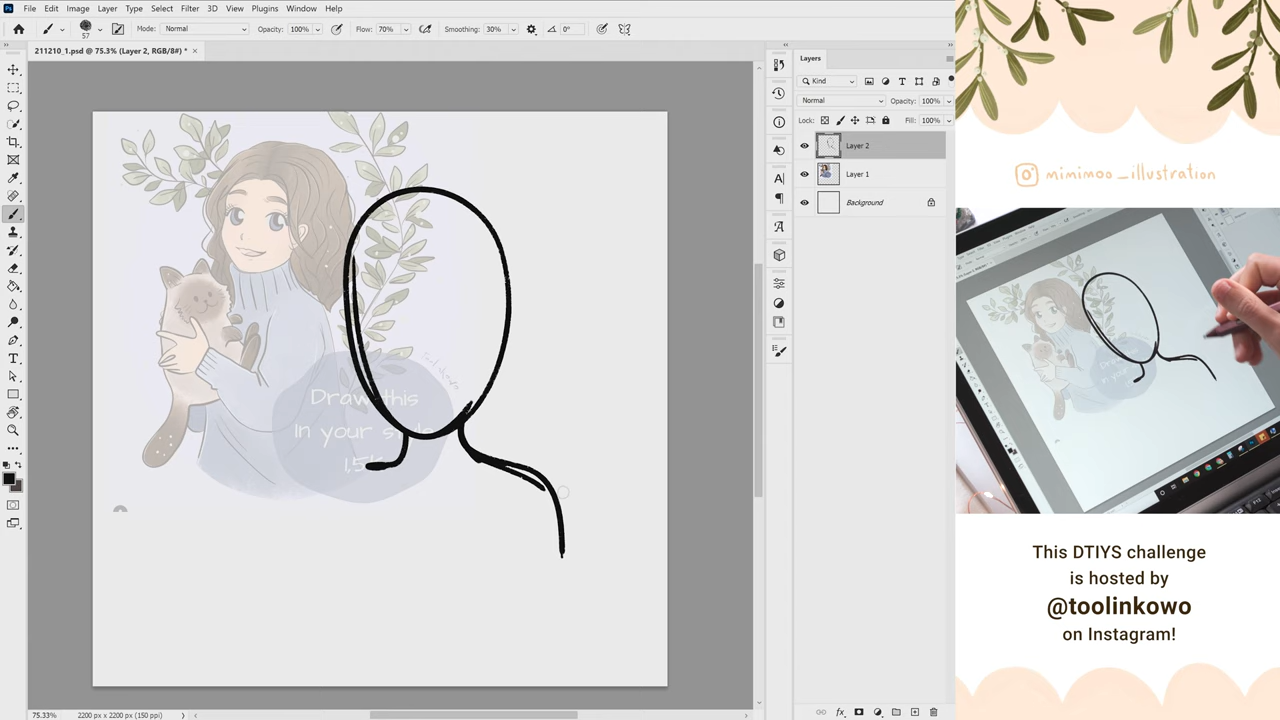 File Edit Image Layer Type Select Filter 3D View Plugins Window Help
57 Mode: Normal Opacity: 100% Flow: 70% Smoothing: 30% 0°
211210_1.psd @ 75.3% (Layer 2, RGB/8#) * ×
Layers
Kind
Normal Opacity: 100%
Lock: Fill: 100%
Layer 2
Layer 1
Background
Draw this
In your style
75.33% 2200 px x 2200 px (150 ppi)
mimimoo_illustration
This DTIYS challenge
is hosted by
@toolinkowo
on Instagram!